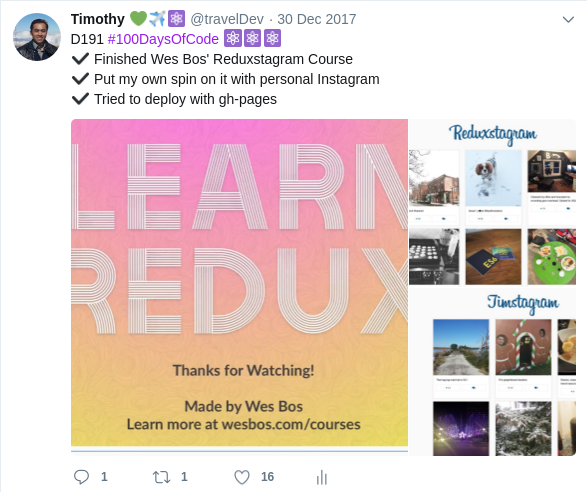 Timothy 💚✈️⚛️ @travelDev · 30 Dec 2017
D191 #100DaysOfCode ⚛️⚛️⚛️
✔️ Finished Wes Bos' Reduxstagram Course
✔️ Put my own spin on it with personal Instagram
✔️ Tried to deploy with gh-pages
LEARN
REDUX
Thanks for Watching!
Made by Wes Bos
Learn more at wesbos.com/courses
Reduxstagram
Timstagram
1 1 16